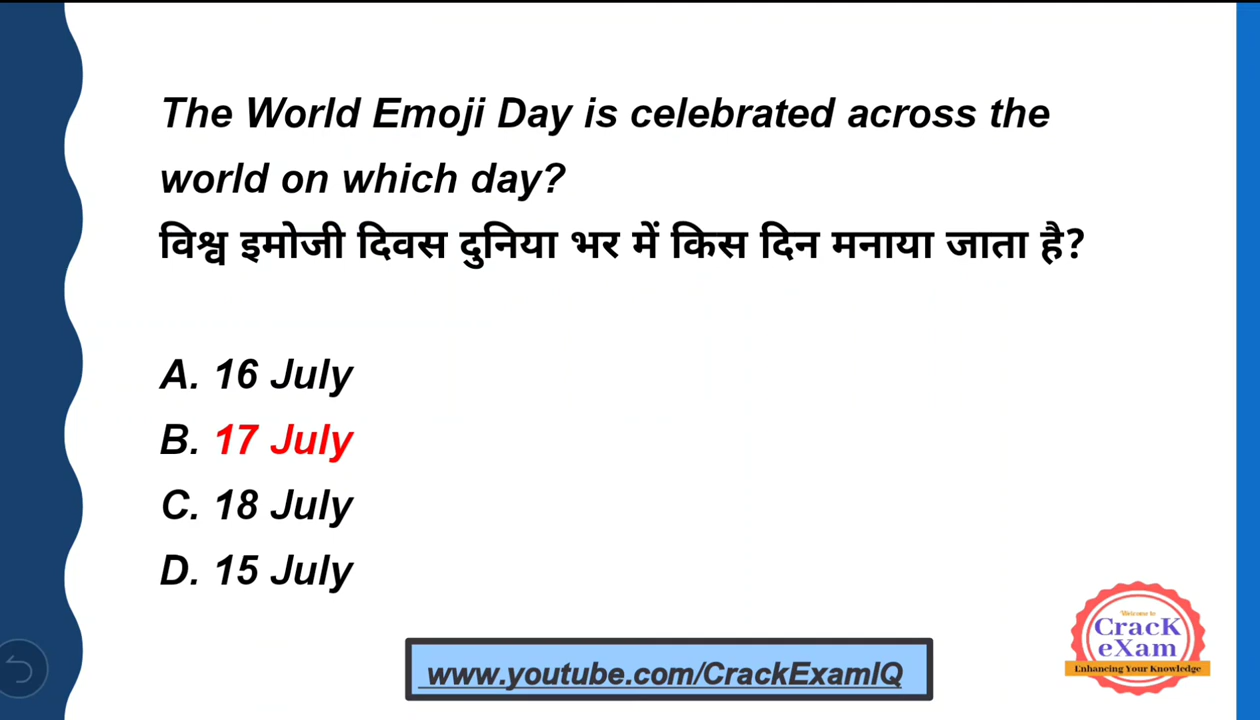 The World Emoji Day is celebrated across the
world on which day?
विश्व इमोजी दिवस दुनिया भर में किस दिन मनाया जाता है?
A. 16 July
B. 17 July
C. 18 July
D. 15 July
www.youtube.com/CrackExamIQ
Welcome to
CracK
eXam
Enhancing Your Knowledge